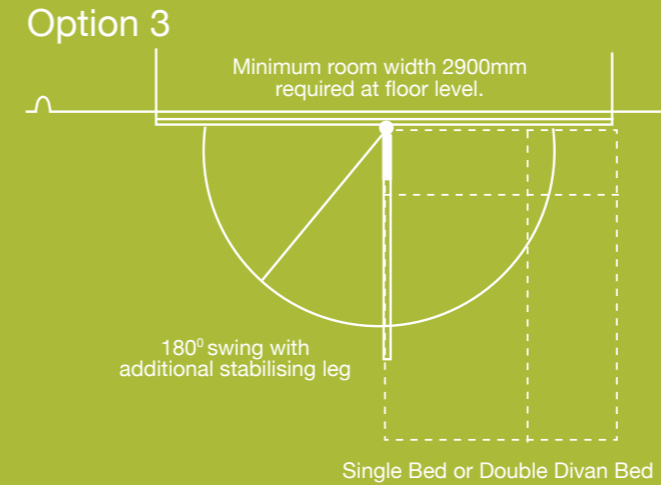 Option 3
Minimum room width 2900mm
required at floor level.
180⁰ swing with
additional stabilising leg
Single Bed or Double Divan Bed